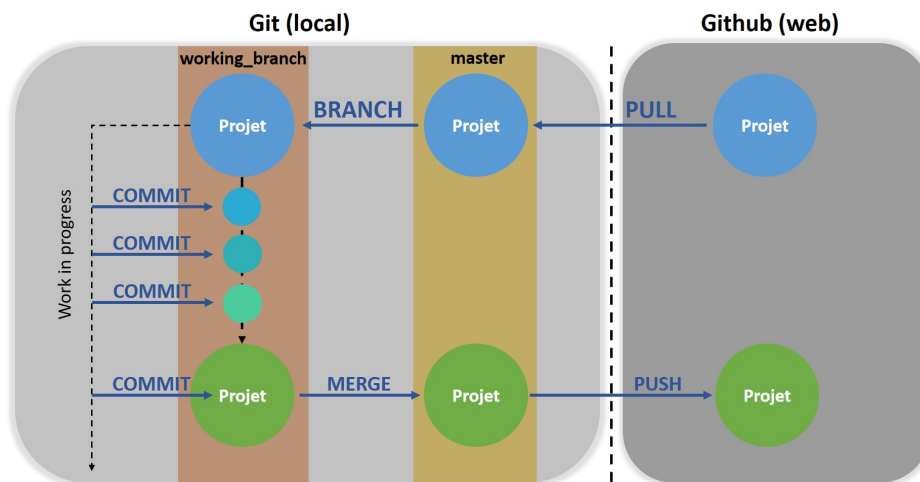 Git (local)
Github (web)
working_branch
master
Projet
BRANCH
Projet
PULL
Projet
Work in progress
COMMIT
COMMIT
COMMIT
COMMIT
Projet
MERGE
Projet
PUSH
Projet